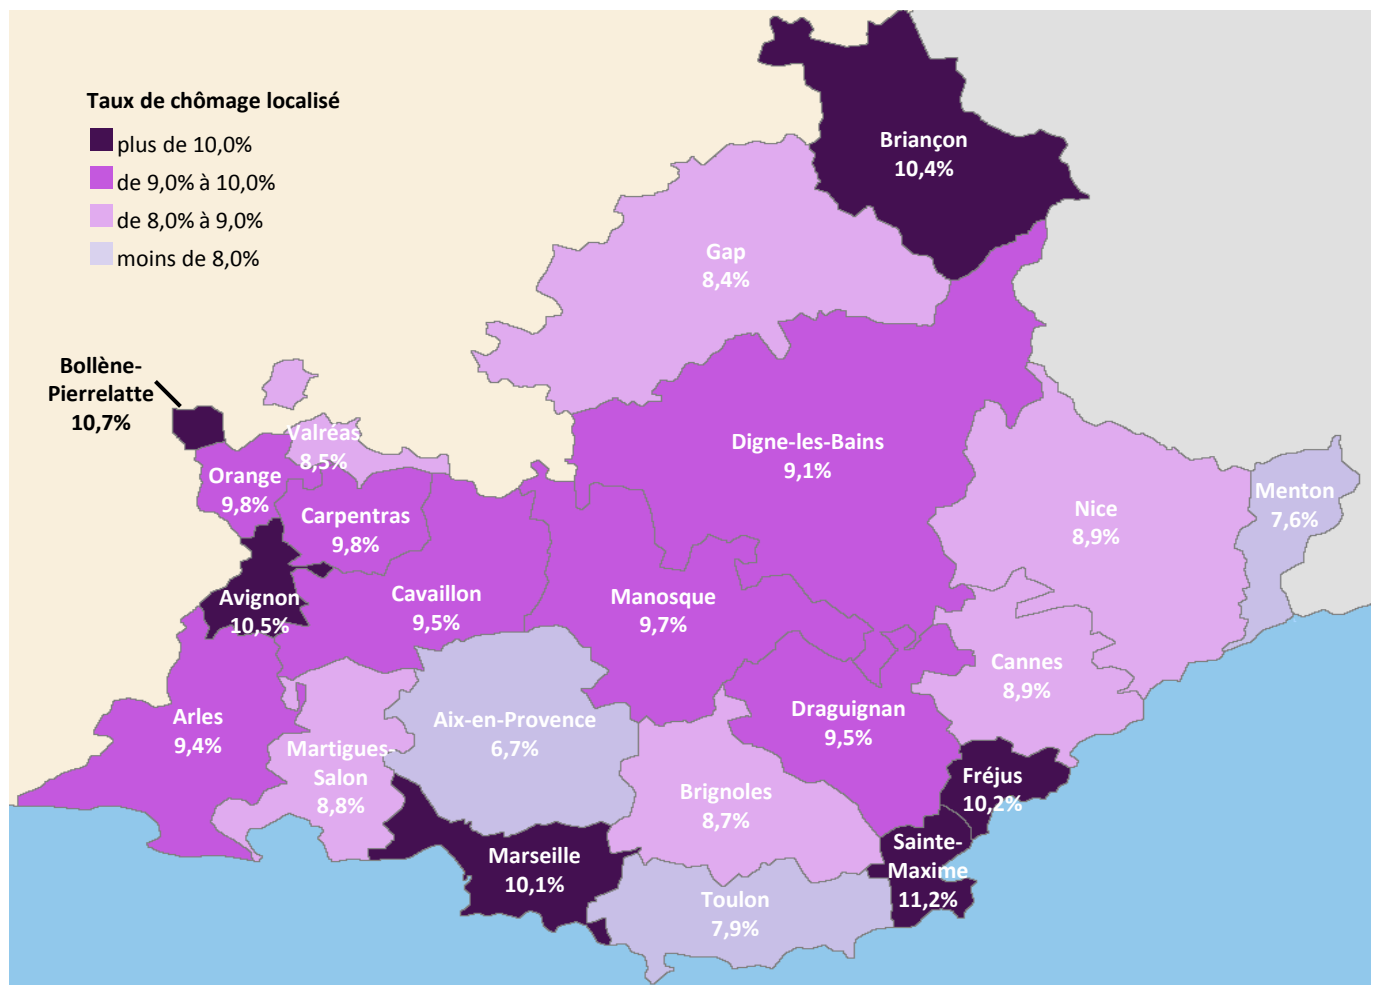 Taux de chômage localisé
plus de 10,0%
de 9,0% à 10,0%
de 8,0% à 9,0%
moins de 8,0%
Briançon
10,4%
Gap
8,4%
Bollène-
Pierrelatte
10,7%
Valréas
8,5%
Orange
9,8%
Carpentras
9,8%
Digne-les-Bains
9,1%
Nice
8,9%
Menton
7,6%
Avignon
10,5%
Cavaillon
9,5%
Manosque
9,7%
Cannes
8,9%
Arles
9,4%
Martigues-
Salon
8,8%
Aix-en-Provence
6,7%
Draguignan
9,5%
Brignoles
8,7%
Fréjus
10,2%
Sainte-
Maxime
11,2%
Marseille
10,1%
Toulon
7,9%